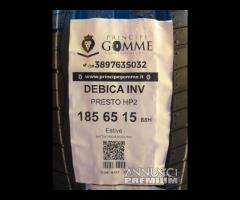 PRINCIPE
GOMME
+39 3897635032
www.principegomme.it
DEBICA INV
PRESTO HP2
185 65 15 88H
Estive
ANNUNCI
PREMIUM